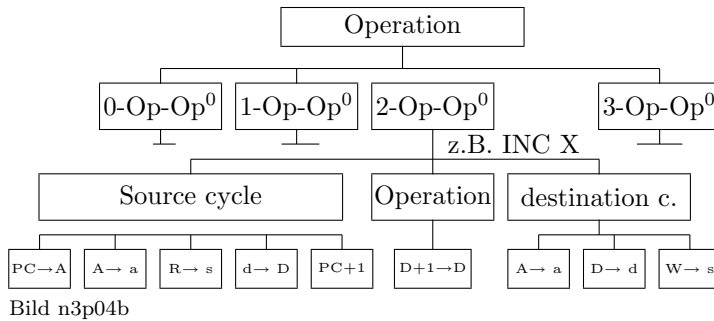 Operation
0-Op-Op⁰ 1-Op-Op⁰ 2-Op-Op⁰ 3-Op-Op⁰
z.B. INC X
Source cycle Operation destination c.
PC→A A→ a R→ s d→ D PC+1 D+1→D A→ a D→ d W→ s
Bild n3p04b